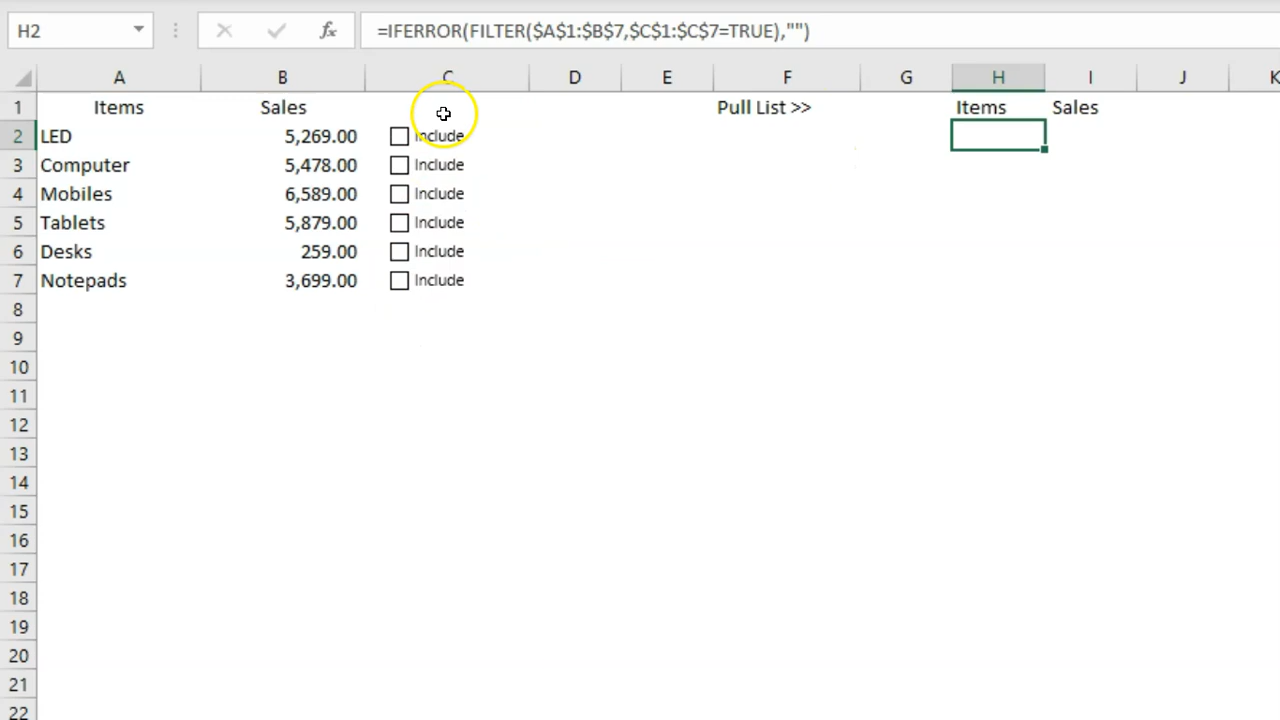 H2 fx =IFERROR(FILTER($A$1:$B$7,$C$1:$C$7=TRUE),"")
A B C D E F G H I J K
1 Items Sales Pull List >> Items Sales
2 LED 5,269.00 Include
3 Computer 5,478.00 Include
4 Mobiles 6,589.00 Include
5 Tablets 5,879.00 Include
6 Desks 259.00 Include
7 Notepads 3,699.00 Include
8
9
10
11
12
13
14
15
16
17
18
19
20
21
22